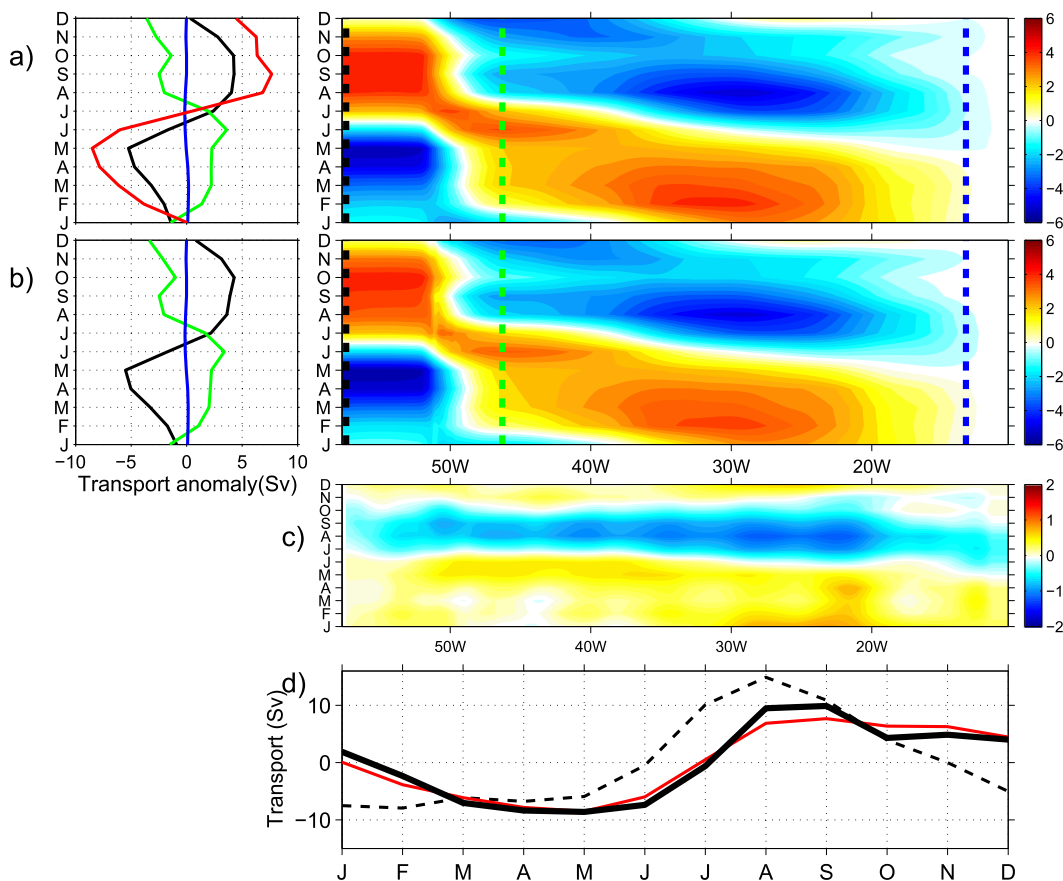 a)
D
N
O
S
A
J
J
M
A
M
F
J
6
4
2
0
−2
−4
−6
b)
D
N
O
S
A
J
J
M
A
M
F
J
−10 −5 0 5 10
Transport anomaly(Sv)
50W 40W 30W 20W
6
4
2
0
−2
−4
−6
c)
D
N
O
S
A
J
J
M
A
M
F
J
50W 40W 30W 20W
2
1
0
−1
−2
d)
Transport (Sv)
10
0
−10
J F M A M J J A S O N D